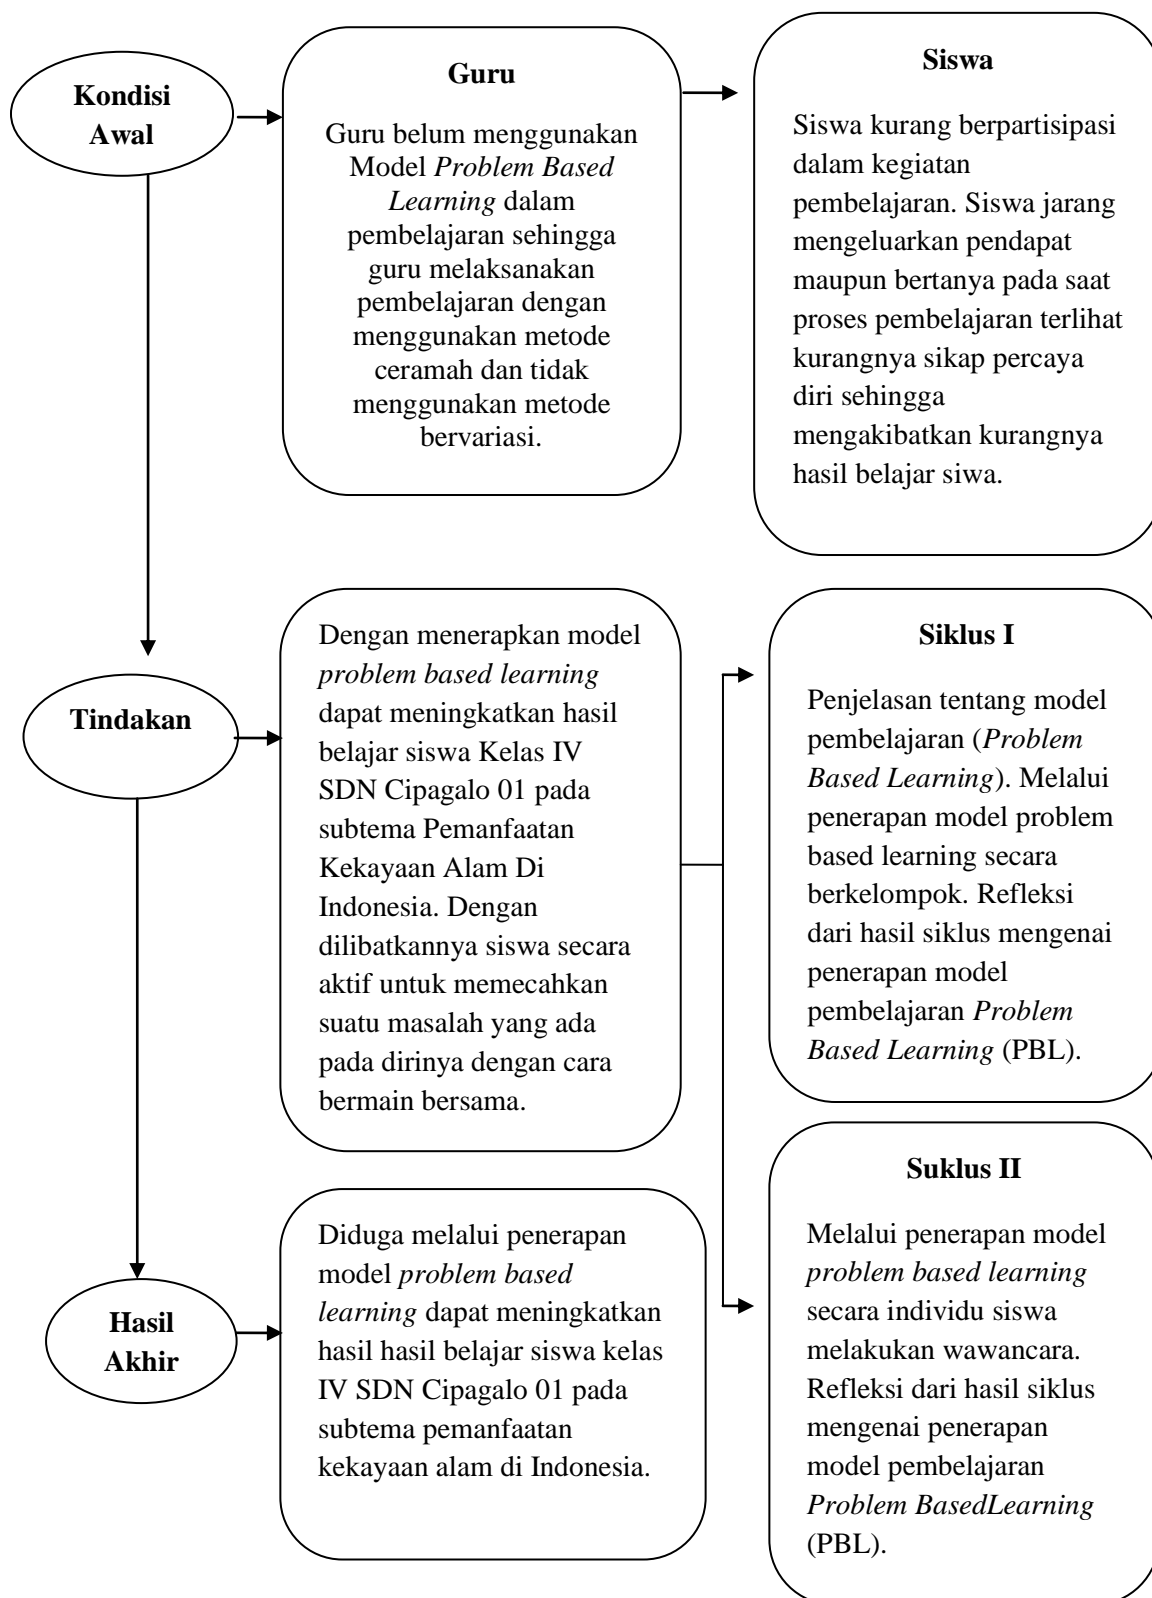 Kondisi
Awal
Guru
Guru belum menggunakan
Model Problem Based
Learning dalam
pembelajaran sehingga
guru melaksanakan
pembelajaran dengan
menggunakan metode
ceramah dan tidak
menggunakan metode
bervariasi.
Siswa
Siswa kurang berpartisipasi
dalam kegiatan
pembelajaran. Siswa jarang
mengeluarkan pendapat
maupun bertanya pada saat
proses pembelajaran terlihat
kurangnya sikap percaya
diri sehingga
mengakibatkan kurangnya
hasil belajar siwa.
Tindakan
Dengan menerapkan model
problem based learning
dapat meningkatkan hasil
belajar siswa Kelas IV
SDN Cipagalo 01 pada
subtema Pemanfaatan
Kekayaan Alam Di
Indonesia. Dengan
dilibatkannya siswa secara
aktif untuk memecahkan
suatu masalah yang ada
pada dirinya dengan cara
bermain bersama.
Siklus I
Penjelasan tentang model
pembelajaran (Problem
Based Learning). Melalui
penerapan model problem
based learning secara
berkelompok. Refleksi
dari hasil siklus mengenai
penerapan model
pembelajaran Problem
Based Learning (PBL).
Suklus II
Melalui penerapan model
problem based learning
secara individu siswa
melakukan wawancara.
Refleksi dari hasil siklus
mengenai penerapan
model pembelajaran
Problem BasedLearning
(PBL).
Hasil
Akhir
Diduga melalui penerapan
model problem based
learning dapat meningkatkan
hasil hasil belajar siswa kelas
IV SDN Cipagalo 01 pada
subtema pemanfaatan
kekayaan alam di Indonesia.